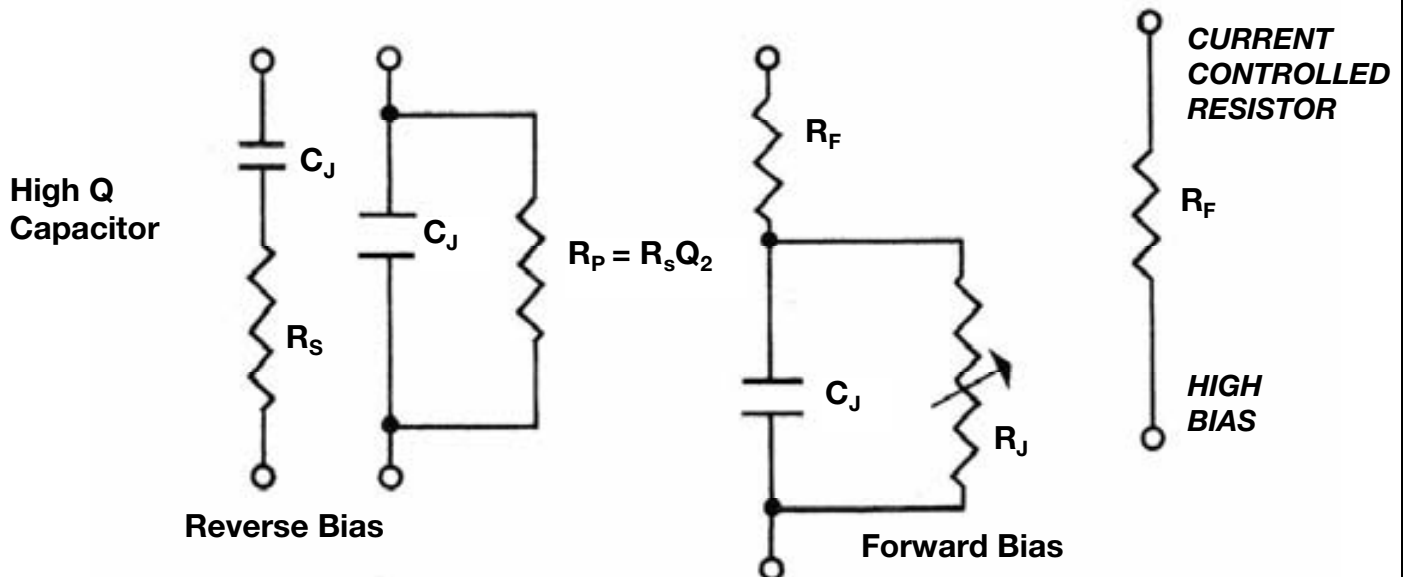 High Q
Capacitor
C_J
R_S
C_J
R_P = R_sQ_2
Reverse Bias
R_F
C_J
R_J
Forward Bias
CURRENT
CONTROLLED
RESISTOR
R_F
HIGH
BIAS